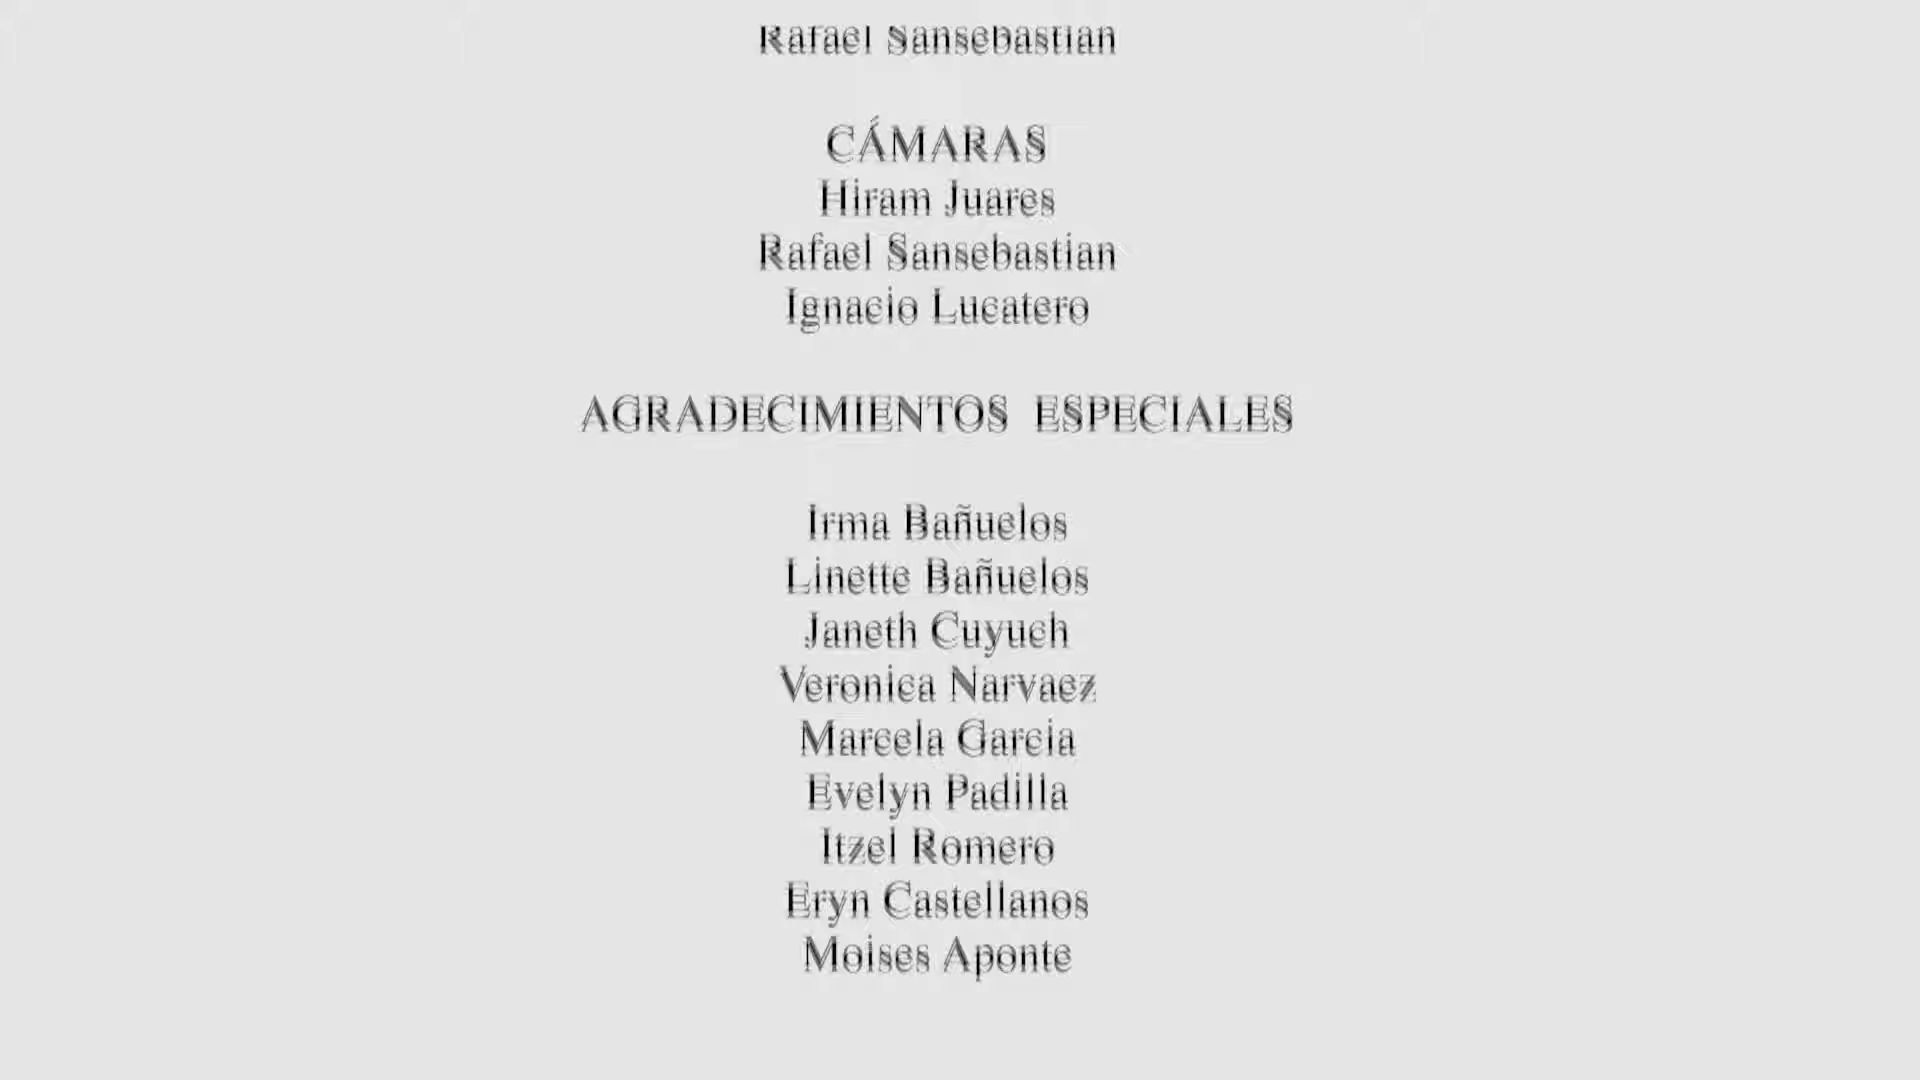 Rafael Sansebastian
CÁMARAS
Hiram Juares
Rafael Sansebastian
Ignacio Lucatero
AGRADECIMIENTOS ESPECIALES
Irma Bañuelos
Linette Bañuelos
Janeth Cuyuch
Veronica Narvaez
Marcela Garcia
Evelyn Padilla
Itzel Romero
Eryn Castellanos
Moises Aponte